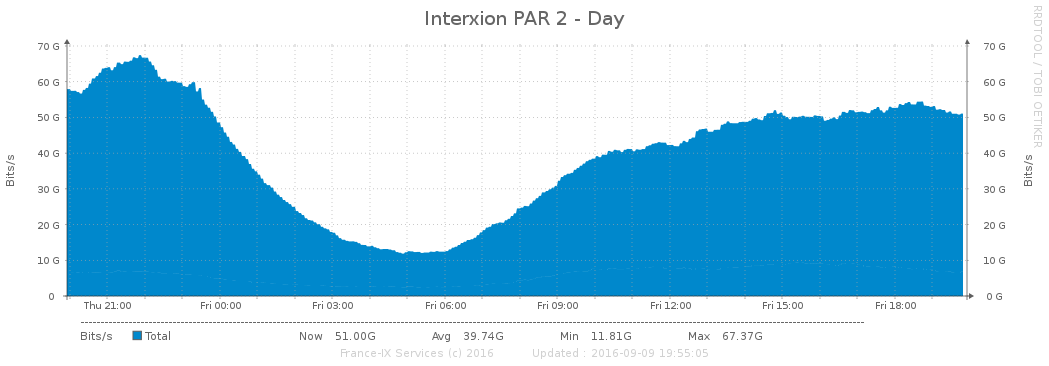 Interxion PAR 2 - Day
RRDTOOL / TOBI OETIKER
Bits/s
70 G
60 G
50 G
40 G
30 G
20 G
10 G
0
70 G
60 G
50 G
40 G
30 G
20 G
10 G
0 G
Bits/s
Thu 21:00 Fri 00:00 Fri 03:00 Fri 06:00 Fri 09:00 Fri 12:00 Fri 15:00 Fri 18:00
Bits/s Total Now 51.00G Avg 39.74G Min 11.81G Max 67.37G
France-IX Services (c) 2016 Updated : 2016-09-09 19:55:05